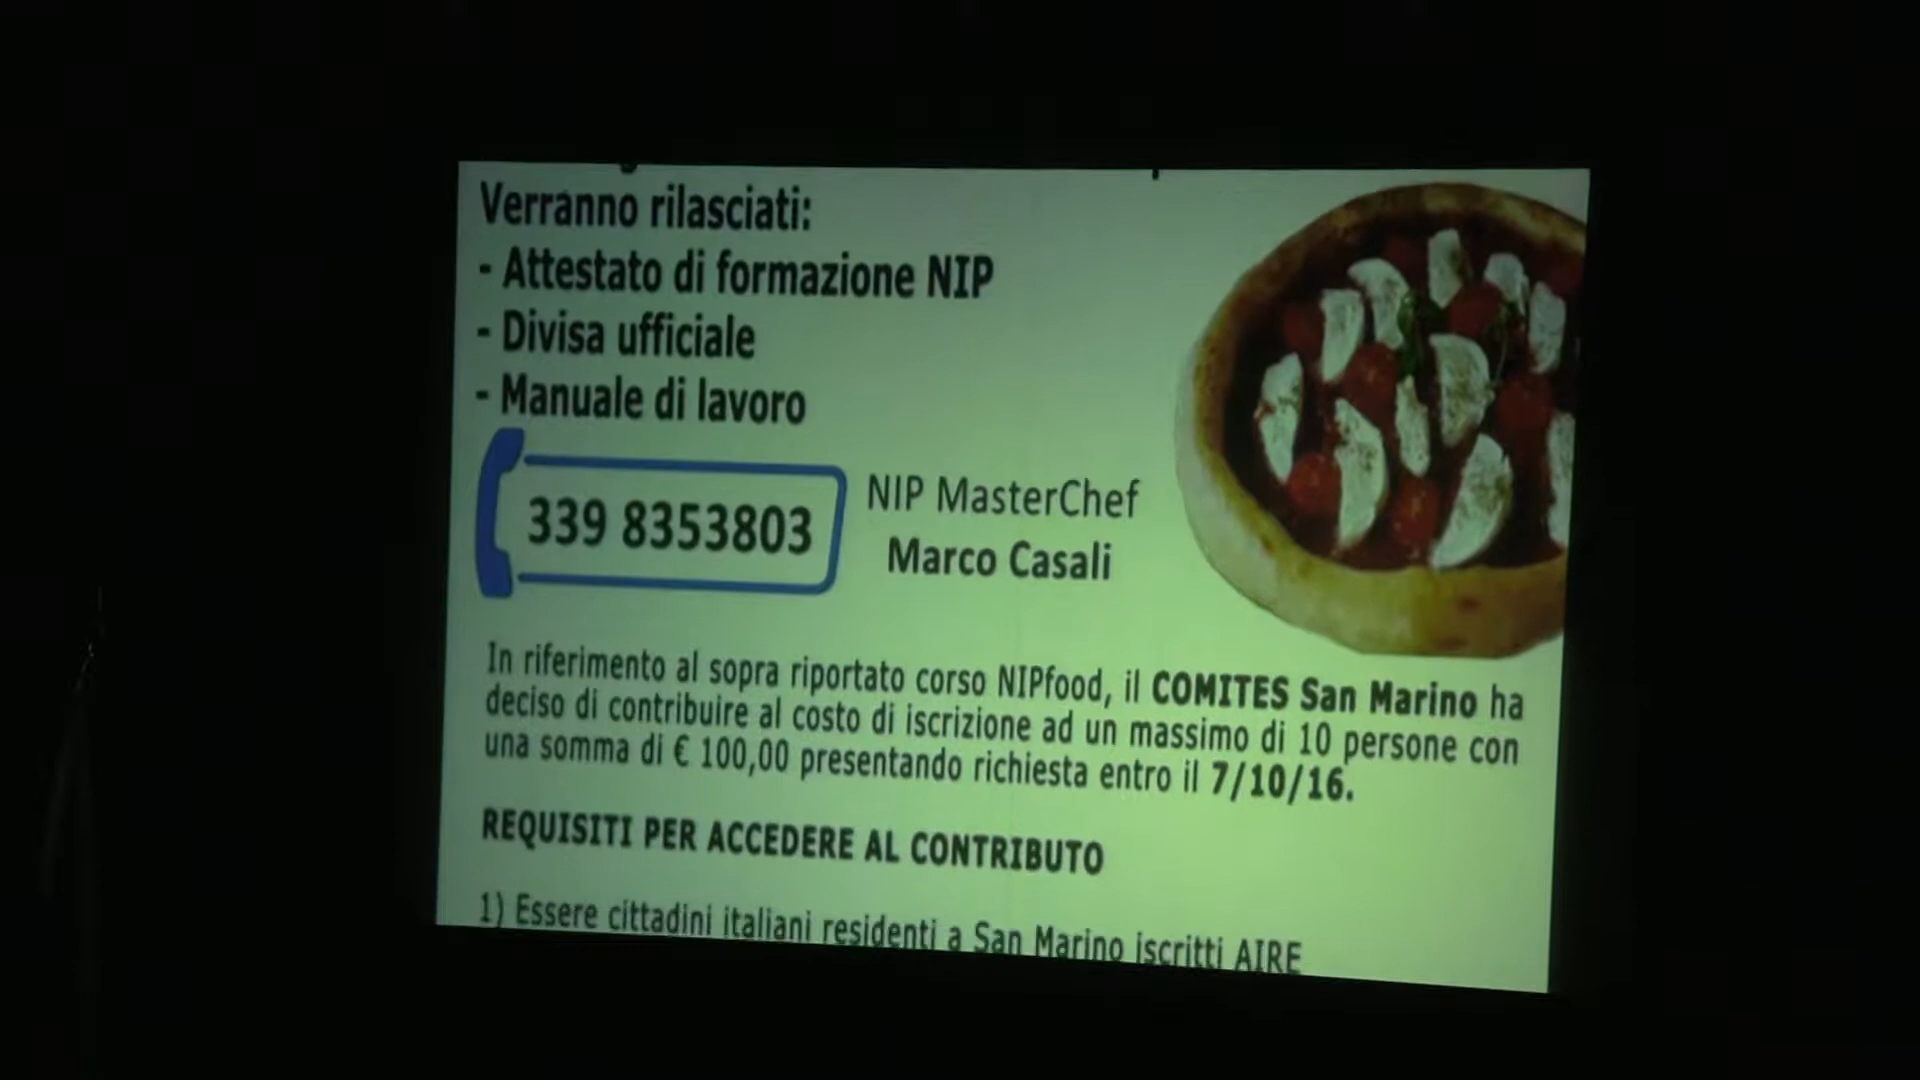 Verranno rilasciati:
- Attestato di formazione NIP
- Divisa ufficiale
- Manuale di lavoro
339 8353803
NIP MasterChef
Marco Casali
In riferimento al sopra riportato corso NIPfood, il COMITES San Marino ha
deciso di contribuire al costo di iscrizione ad un massimo di 10 persone con
una somma di € 100,00 presentando richiesta entro il 7/10/16.
REQUISITI PER ACCEDERE AL CONTRIBUTO
1) Essere cittadini italiani residenti a San Marino iscritti AIRE